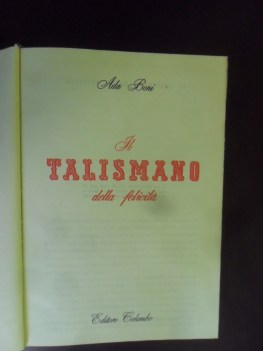 Ada Boni
Il
TALISMANO
della felicità
Editore Colombo